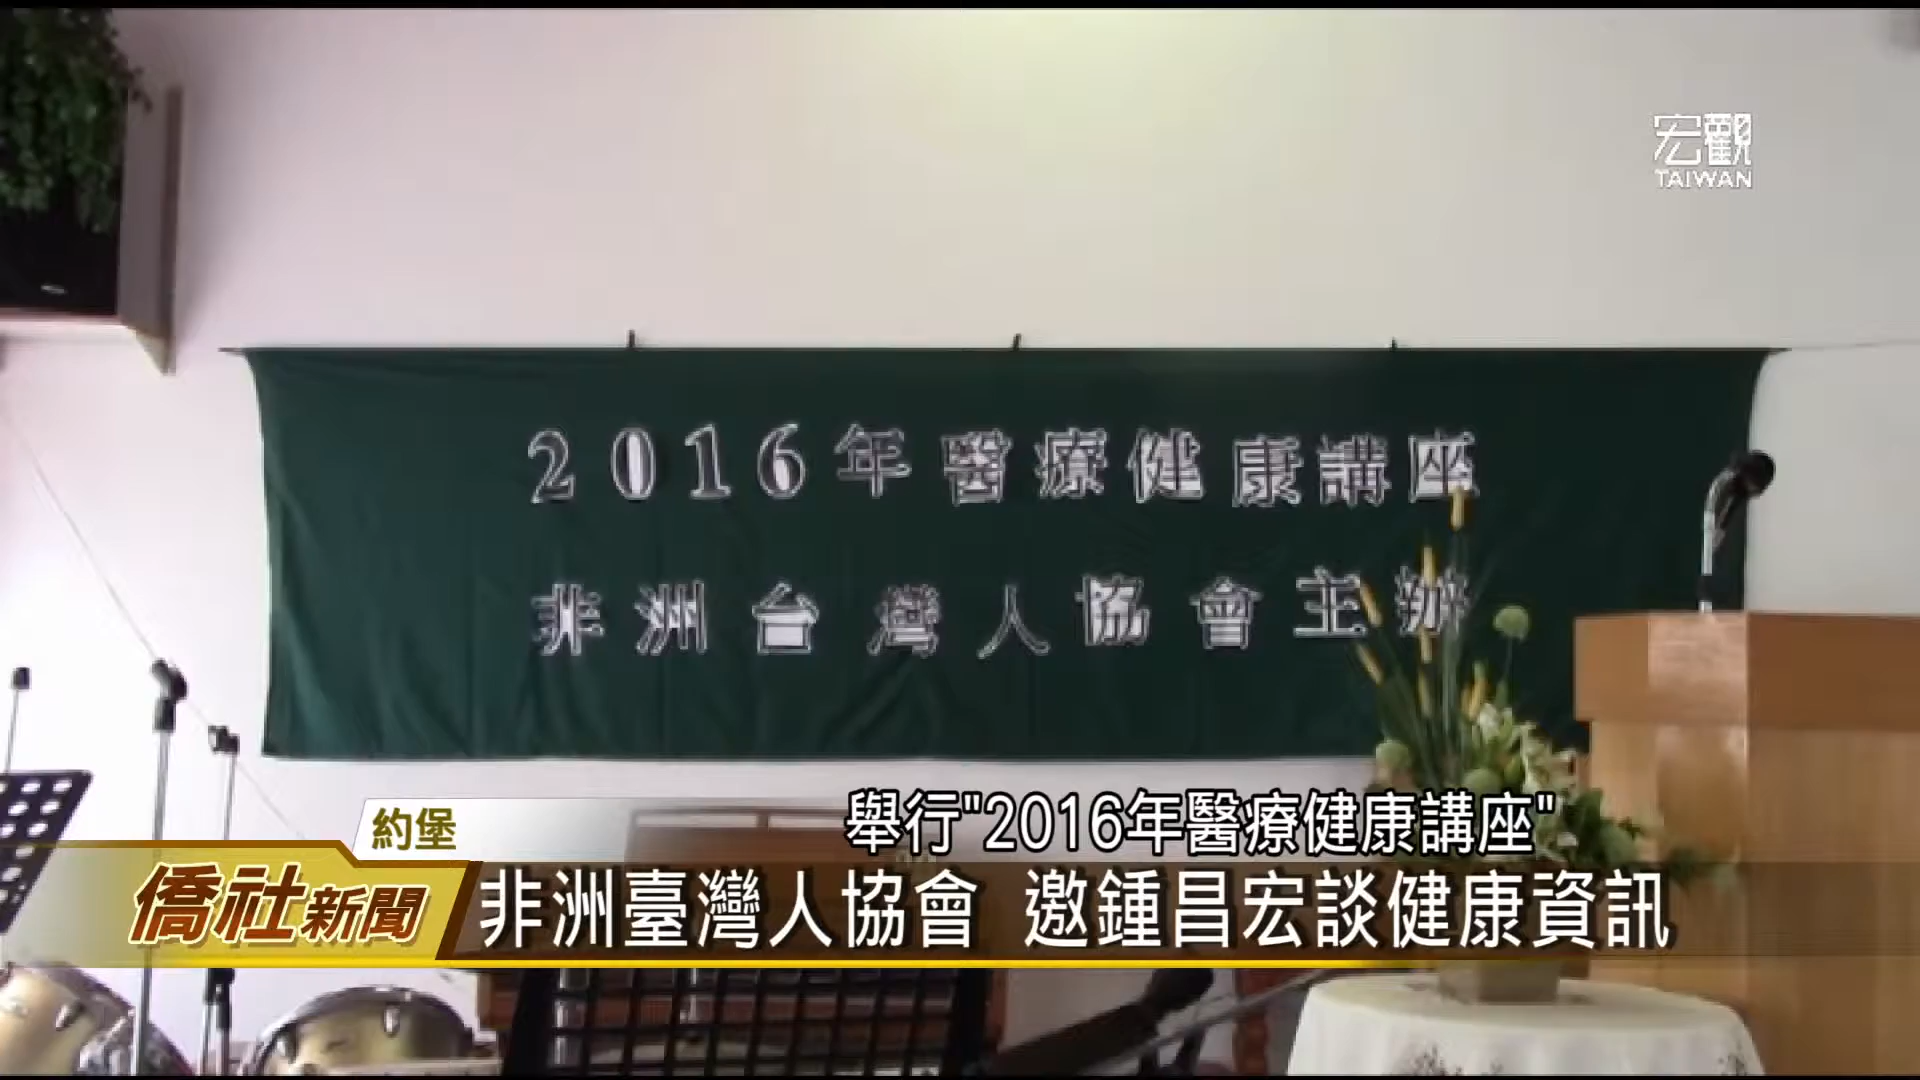 宏觀
TAIWAN
2016年醫療健康講座
非洲台灣人協會主辦
約堡
舉行"2016年醫療健康講座"
僑社新聞
非洲臺灣人協會 邀鍾昌宏談健康資訊